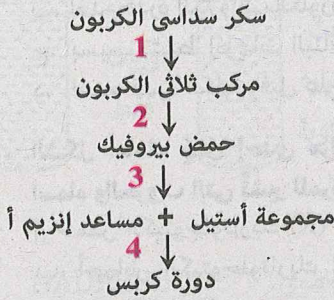 سكر سداسى الكربون
1
مركب ثلاثى الكربون
2
حمض بيروفيك
3
مجموعة أستيل + مساعد إنزيم أ
4
دورة كربس